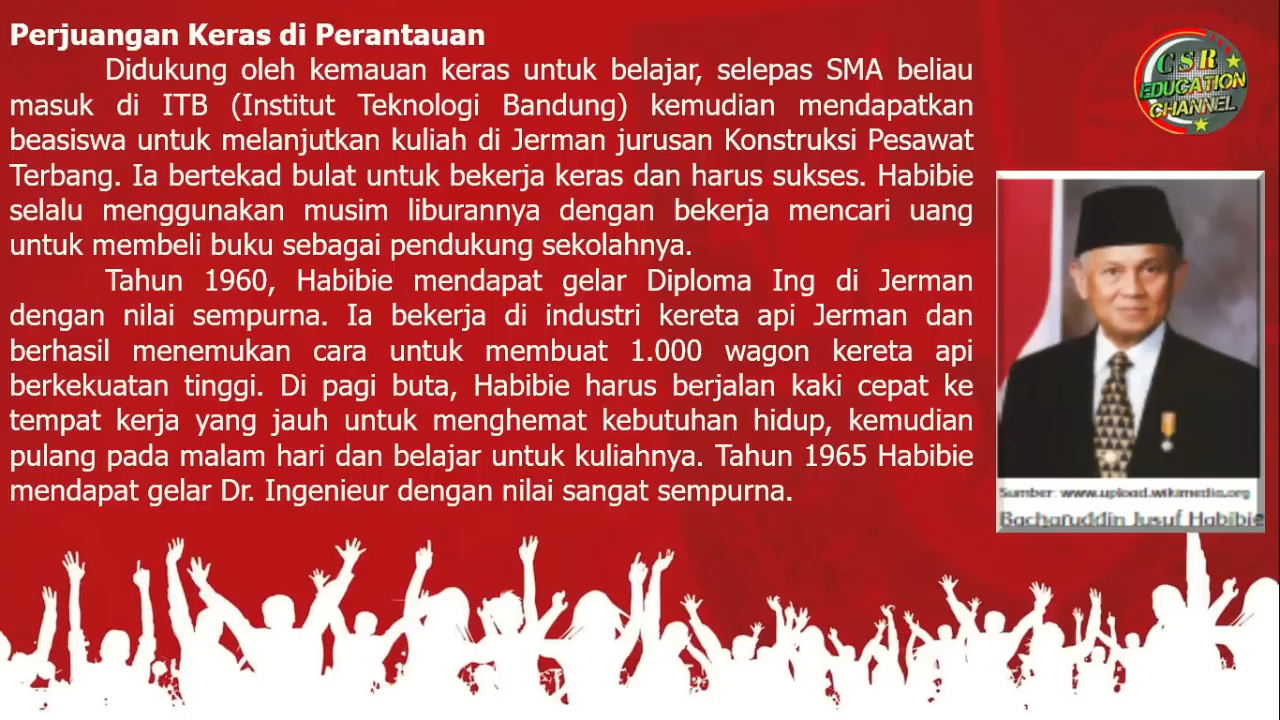 Perjuangan Keras di Perantauan
Didukung oleh kemauan keras untuk belajar, selepas SMA beliau
masuk di ITB (Institut Teknologi Bandung) kemudian mendapatkan
beasiswa untuk melanjutkan kuliah di Jerman jurusan Konstruksi Pesawat
Terbang. Ia bertekad bulat untuk bekerja keras dan harus sukses. Habibie
selalu menggunakan musim liburannya dengan bekerja mencari uang
untuk membeli buku sebagai pendukung sekolahnya.
Tahun 1960, Habibie mendapat gelar Diploma Ing di Jerman
dengan nilai sempurna. Ia bekerja di industri kereta api Jerman dan
berhasil menemukan cara untuk membuat 1.000 wagon kereta api
berkekuatan tinggi. Di pagi buta, Habibie harus berjalan kaki cepat ke
tempat kerja yang jauh untuk menghemat kebutuhan hidup, kemudian
pulang pada malam hari dan belajar untuk kuliahnya. Tahun 1965 Habibie
mendapat gelar Dr. Ingenieur dengan nilai sangat sempurna.
CSR
EDUCATION
CHANNEL
Sumber: www.upload.wikimedia.org
Bacharuddin Jusuf Habibie